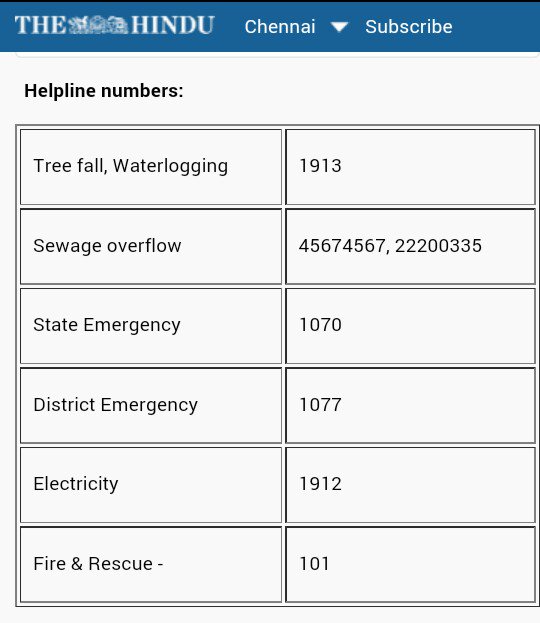 THE HINDU Chennai Subscribe
Helpline numbers:
Tree fall, Waterlogging 1913
Sewage overflow 45674567, 22200335
State Emergency 1070
District Emergency 1077
Electricity 1912
Fire & Rescue - 101